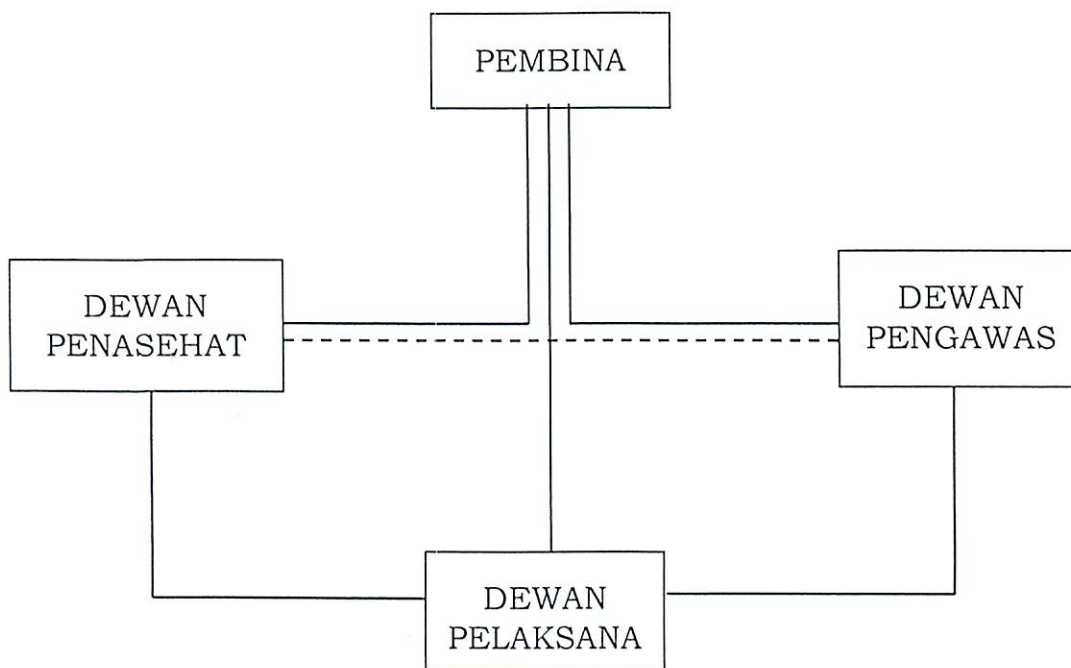 PEMBINA
DEWAN
PENASEHAT
DEWAN
PENGAWAS
DEWAN
PELAKSANA